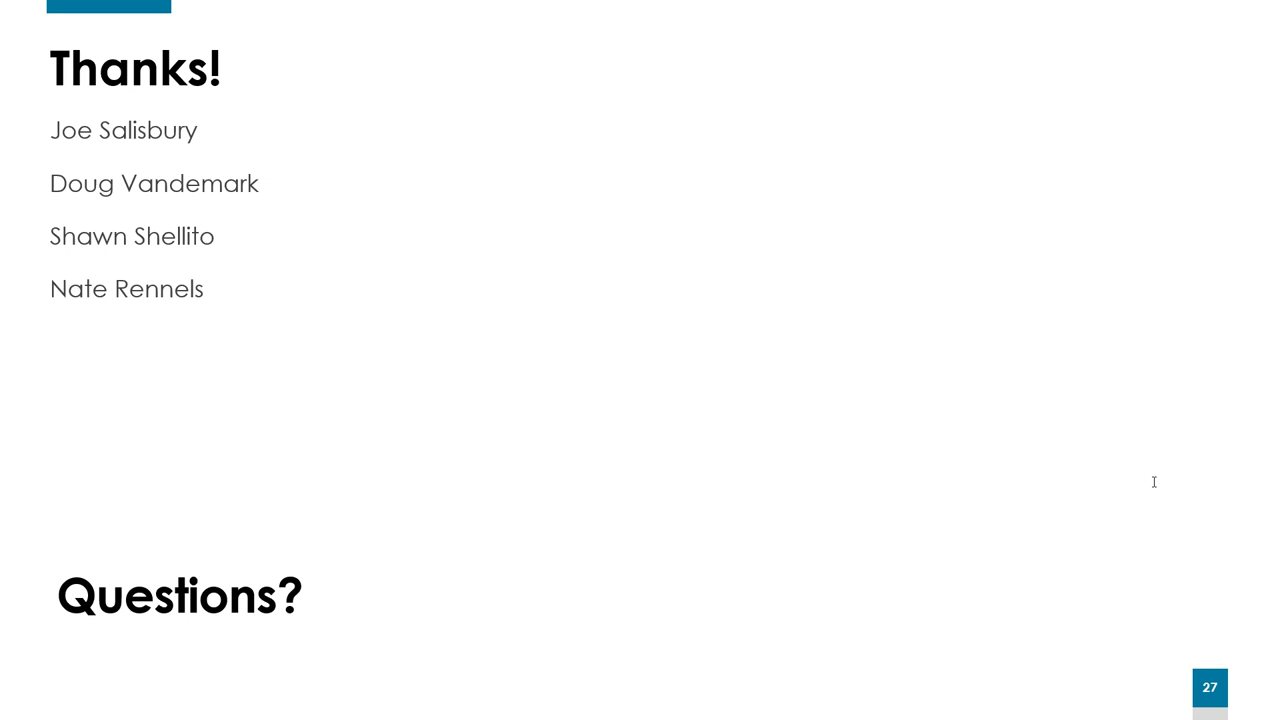 Thanks!
Joe Salisbury
Doug Vandemark
Shawn Shellito
Nate Rennels
Questions?
27